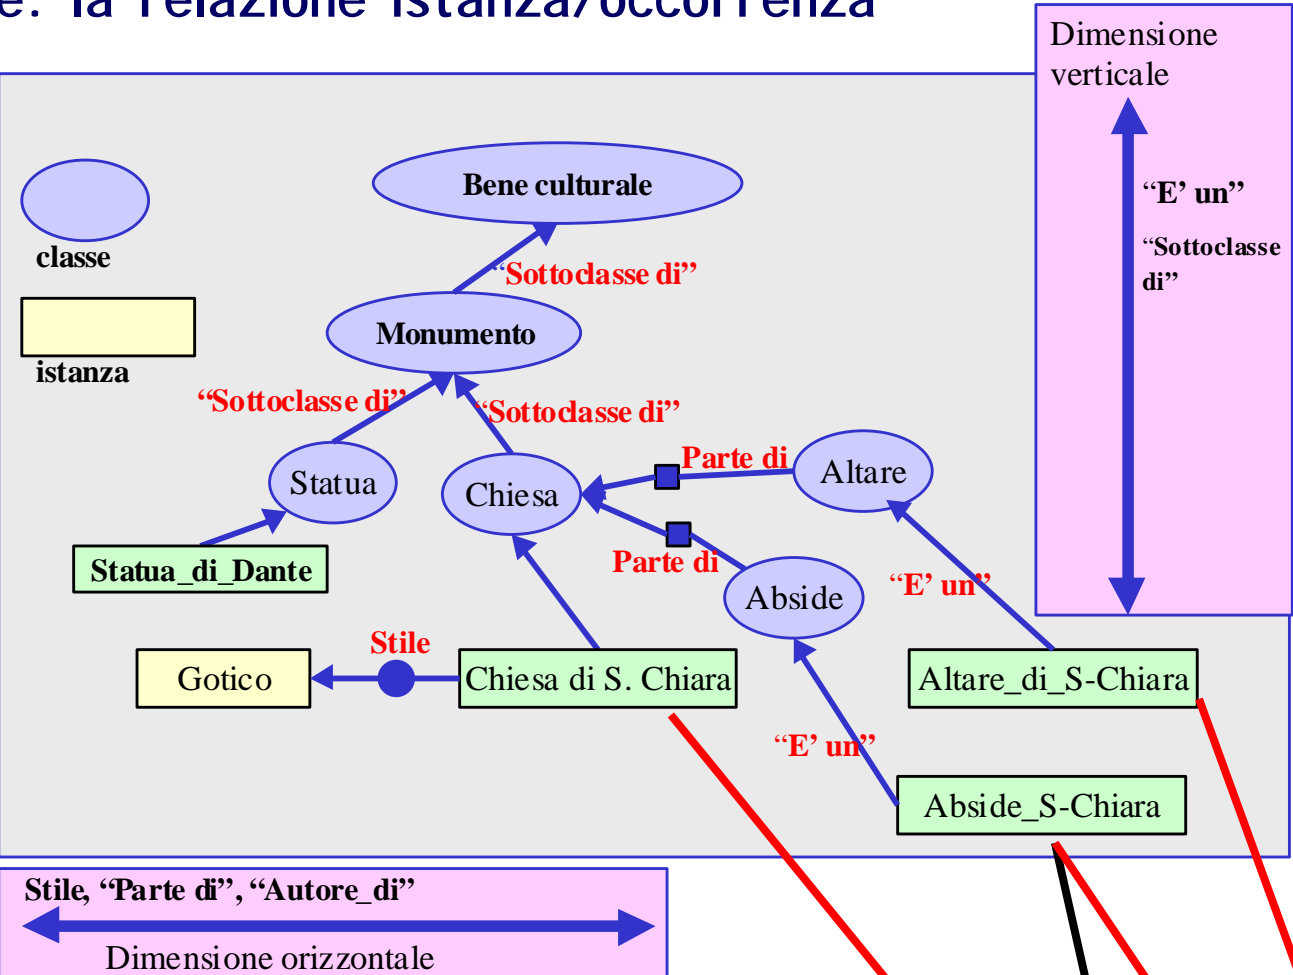 e: la relazione istanza/occorrenza
Dimensione
verticale
“E’ un”
“Sottoclasse
di”
Bene culturale
classe
“Sottoclasse di”
istanza
Monumento
“Sottoclasse di”
“Sottoclasse di”
Statua
Chiesa
Parte di
Altare
Parte di
Statua_di_Dante
Abside
“E’ un”
Stile
Gotico
Chiesa di S. Chiara
Altare_di_S-Chiara
“E’ un”
Abside_S-Chiara
Stile, “Parte di”, “Autore_di”
Dimensione orizzontale